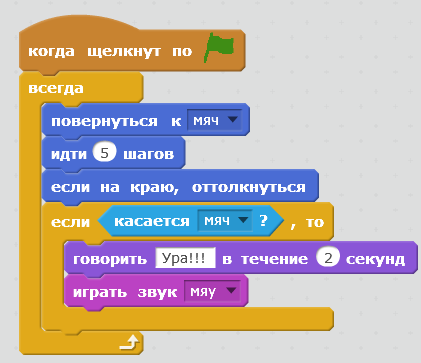 когда щелкнут по
всегда
повернуться к мяч
идти 5 шагов
если на краю, оттолкнуться
если касается мяч ? , то
говорить Ура!!! в течение 2 секунд
играть звук мяу